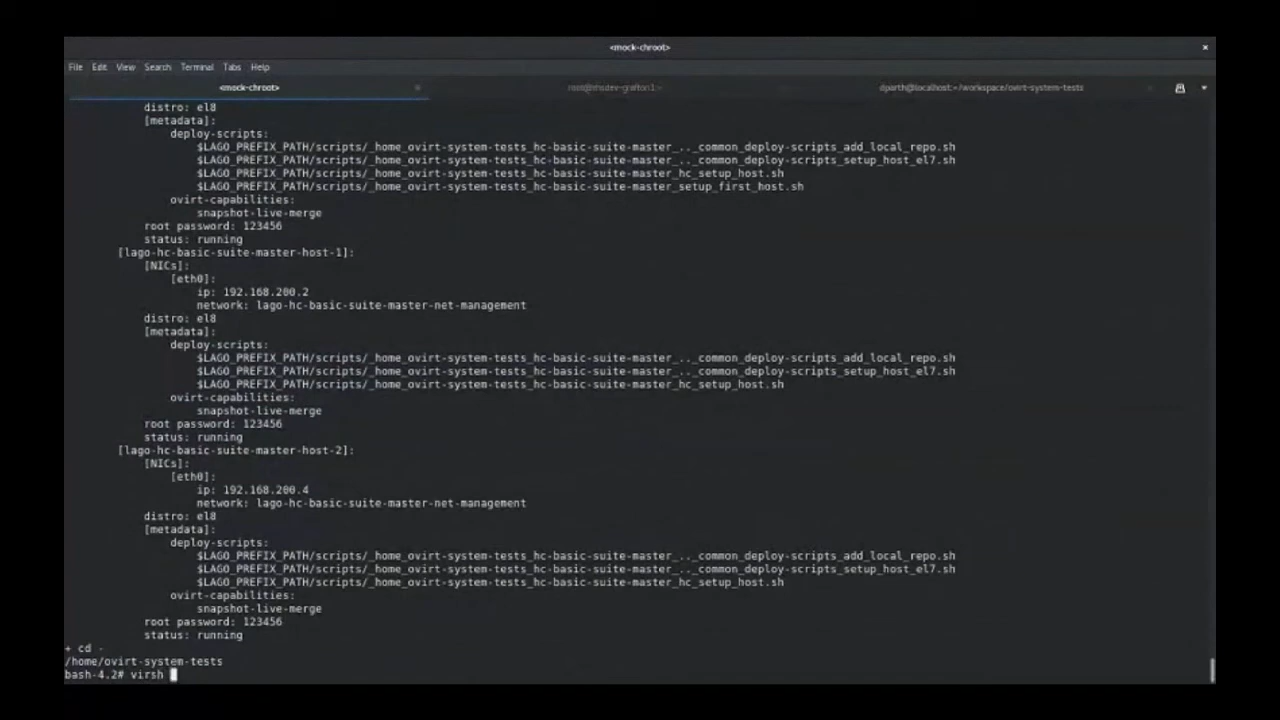 <mock-chroot>
File Edit View Search Terminal Tabs Help
<mock-chroot> dparth@localhost:~/workspace/ovirt-system-tests
distro: el8
[metadata]:
deploy-scripts:
$LAGO_PREFIX_PATH/scripts/_home_ovirt-system-tests_hc-basic-suite-master_.._common_deploy-scripts_add_local_repo.sh
$LAGO_PREFIX_PATH/scripts/_home_ovirt-system-tests_hc-basic-suite-master_.._common_deploy-scripts_setup_host_el7.sh
$LAGO_PREFIX_PATH/scripts/_home_ovirt-system-tests_hc-basic-suite-master_hc_setup_host.sh
$LAGO_PREFIX_PATH/scripts/_home_ovirt-system-tests_hc-basic-suite-master_setup_first_host.sh
ovirt-capabilities:
snapshot-live-merge
root password: 123456
status: running
[lago-hc-basic-suite-master-host-1]:
[NICs]:
[eth0]:
ip: 192.168.200.2
network: lago-hc-basic-suite-master-net-management
distro: el8
[metadata]:
deploy-scripts:
$LAGO_PREFIX_PATH/scripts/_home_ovirt-system-tests_hc-basic-suite-master_.._common_deploy-scripts_add_local_repo.sh
$LAGO_PREFIX_PATH/scripts/_home_ovirt-system-tests_hc-basic-suite-master_.._common_deploy-scripts_setup_host_el7.sh
$LAGO_PREFIX_PATH/scripts/_home_ovirt-system-tests_hc-basic-suite-master_hc_setup_host.sh
ovirt-capabilities:
snapshot-live-merge
root password: 123456
status: running
[lago-hc-basic-suite-master-host-2]:
[NICs]:
[eth0]:
ip: 192.168.200.4
network: lago-hc-basic-suite-master-net-management
distro: el8
[metadata]:
deploy-scripts:
$LAGO_PREFIX_PATH/scripts/_home_ovirt-system-tests_hc-basic-suite-master_.._common_deploy-scripts_add_local_repo.sh
$LAGO_PREFIX_PATH/scripts/_home_ovirt-system-tests_hc-basic-suite-master_.._common_deploy-scripts_setup_host_el7.sh
$LAGO_PREFIX_PATH/scripts/_home_ovirt-system-tests_hc-basic-suite-master_hc_setup_host.sh
ovirt-capabilities:
snapshot-live-merge
root password: 123456
status: running
+ cd -
/home/ovirt-system-tests
bash-4.2# virsh